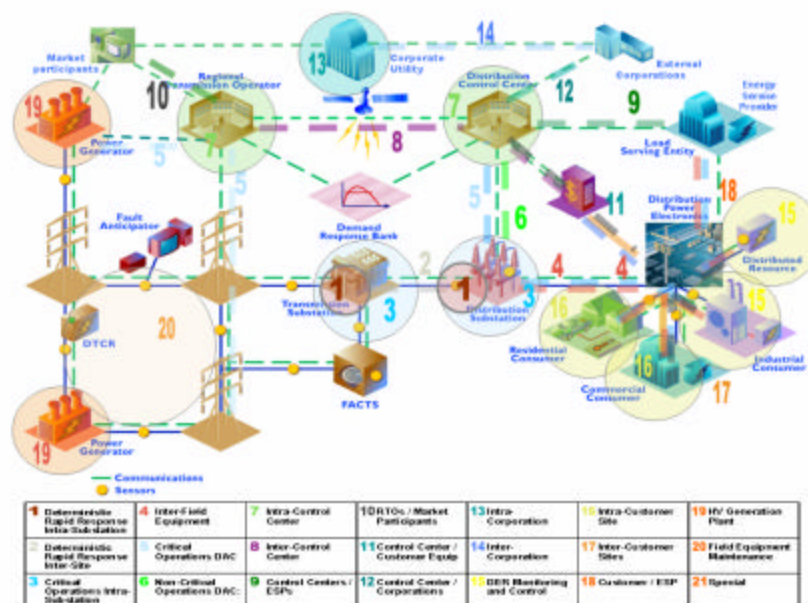 14
13
Corporate
Utility
Market
participants
External
Corporations
Regional
Transmission Operator
Distribution
Control Center
Energy
Service
Provider
19
10
7
12
9
8
Power
Generator
5
5
Load
Serving Entity
11
18
Fault
Anticipator
Demand
Response Bank
5
6
Distribution
Power
Electronics
15
Distributed
Resource
1
3
2
1
3
4
4
Transmission
Substation
Distribution
Substation
20
DTCR
16
15
Residential
Consumer
Industrial
Consumer
16
Commercial
Consumer
17
FACTS
19
Power
Generator
Communications
Sensors
1 Deterministic
Rapid Response
Intra-Substation
4 Inter-Field
Equipment
7 Intra-Control
Center
10 RTOs / Market
Participants
13 Intra-
Corporation
15 Intra-Customer
Site
19 HV Generation
Plant
2 Deterministic
Rapid Response
Inter-Site
5 Critical
Operations DAC
8 Inter-Control
Center
11 Control Center /
Customer Equip
14 Inter-
Corporation
17 Inter-Customer
Sites
20 Field Equipment
Maintenance
3 Critical
Operations Intra-
Substation
6 Non-Critical
Operations DAC:
9 Control Centers /
ESPs
12 Control Center /
Corporations
15 DER Monitoring
and Control
18 Customer / ESP
21 Special